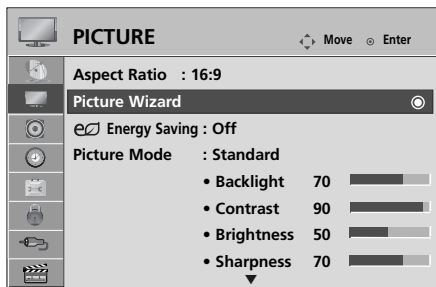 PICTURE Move Enter
Aspect Ratio : 16:9
Picture Wizard
Energy Saving : Off
Picture Mode : Standard
• Backlight 70
• Contrast 90
• Brightness 50
• Sharpness 70